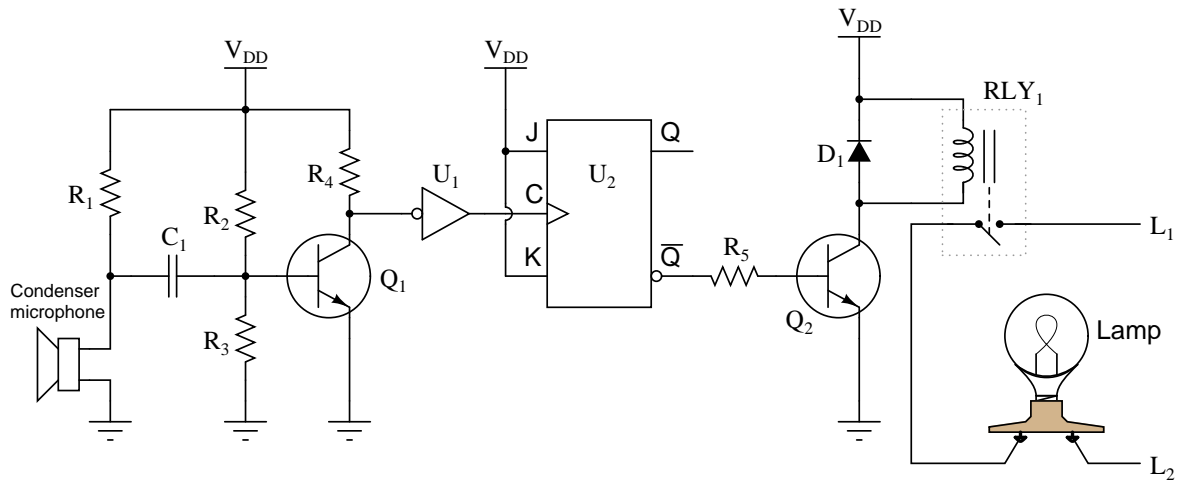 V_DD
V_DD
V_DD
RLY_1
R_1
R_2
R_4
U_1
J
Q
U_2
D_1
C
C_1
K
Q̅
R_5
L_1
Q_1
Condenser
microphone
R_3
Q_2
Lamp
L_2